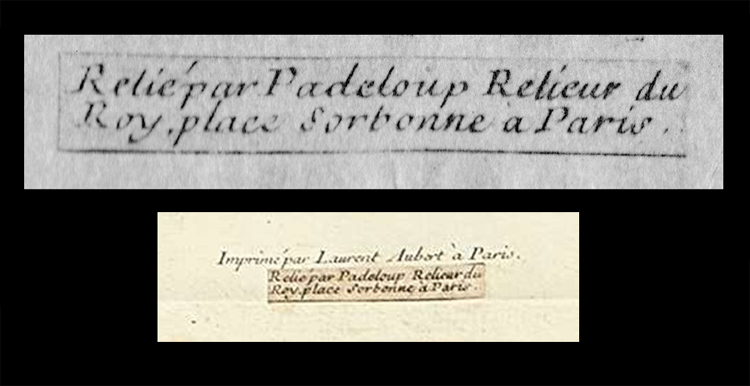 Relié par Padeloup Relieur du
Roy, place Sorbonne à Paris.
Imprimé par Laurent Aubert à Paris.
Relié par Padeloup Relieur du
Roy, place Sorbonne à Paris.